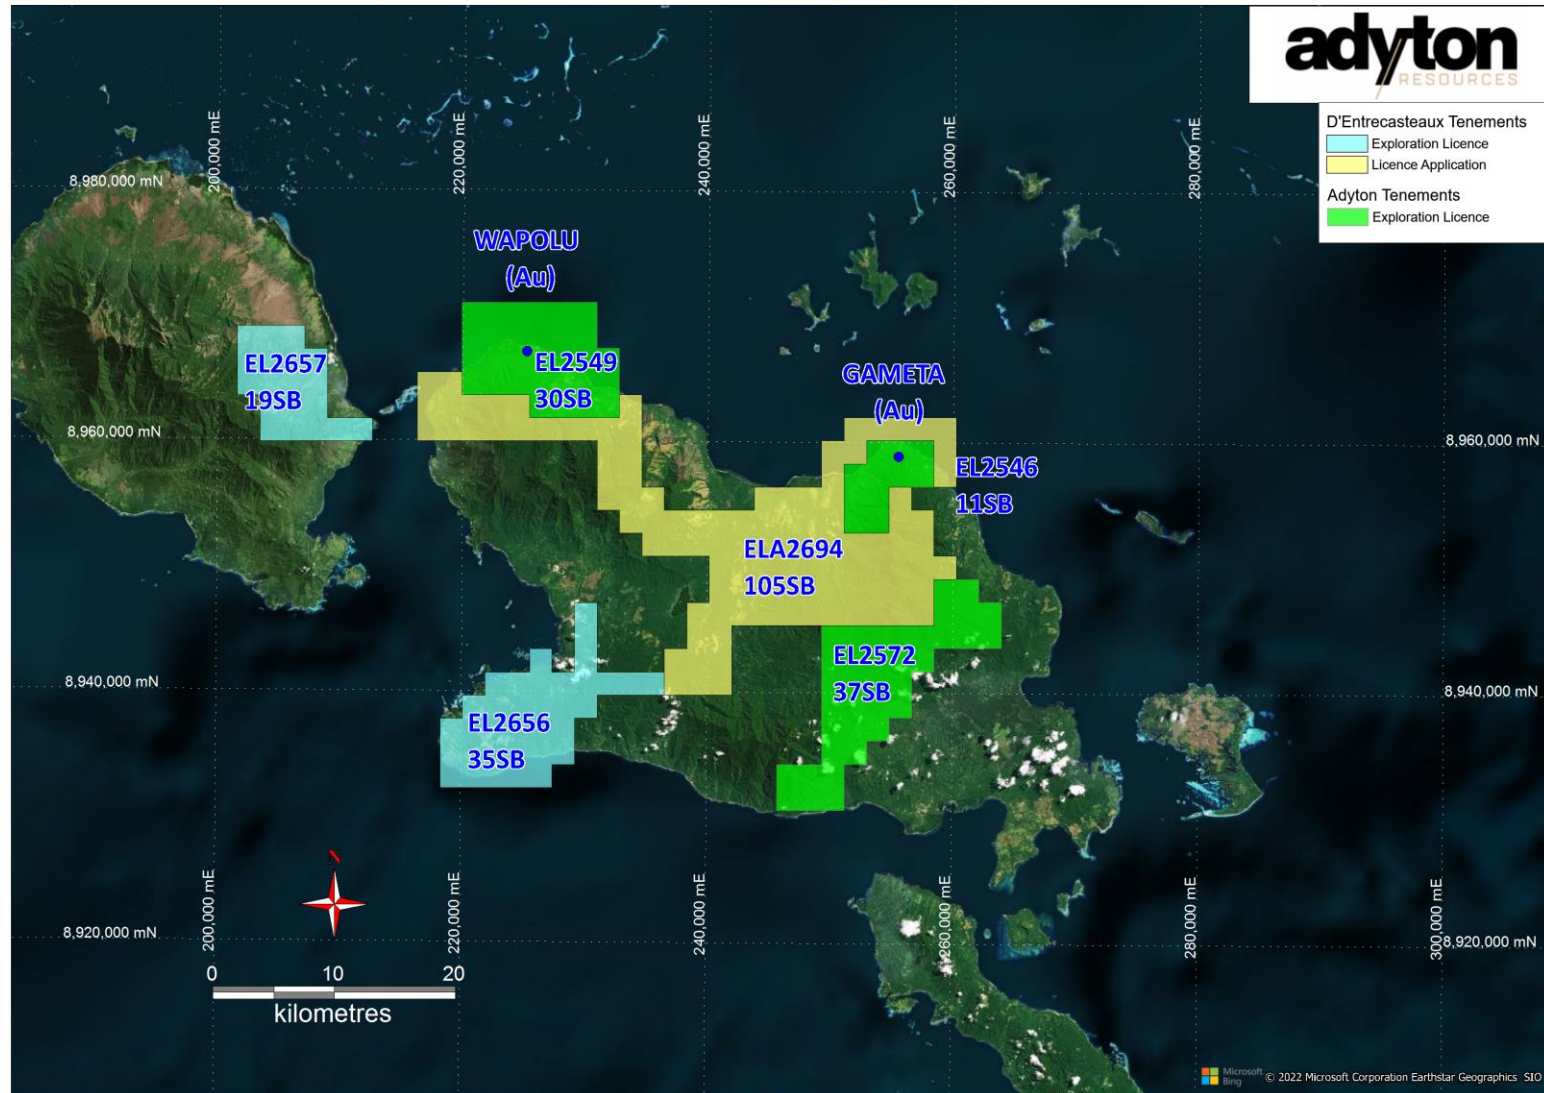 adyton
RESOURCES
D'Entrecasteaux Tenements
Exploration Licence
Licence Application
Adyton Tenements
Exploration Licence
200,000 mE
220,000 mE
240,000 mE
260,000 mE
280,000 mE
8,980,000 mN
WAPOLU
(Au)
EL2657
19SB
EL2549
30SB
GAMETA
(Au)
8,960,000 mN
8,960,000 mN
EL2546
11SB
ELA2694
105SB
EL2572
37SB
8,940,000 mN
8,940,000 mN
EL2656
35SB
N
200,000 mE
220,000 mE
240,000 mE
260,000 mE
280,000 mE
300,000 mE
8,920,000 mN
8,920,000 mN
0 10 20
kilometres
Microsoft
Bing
© 2022 Microsoft Corporation Earthstar Geographics SIO